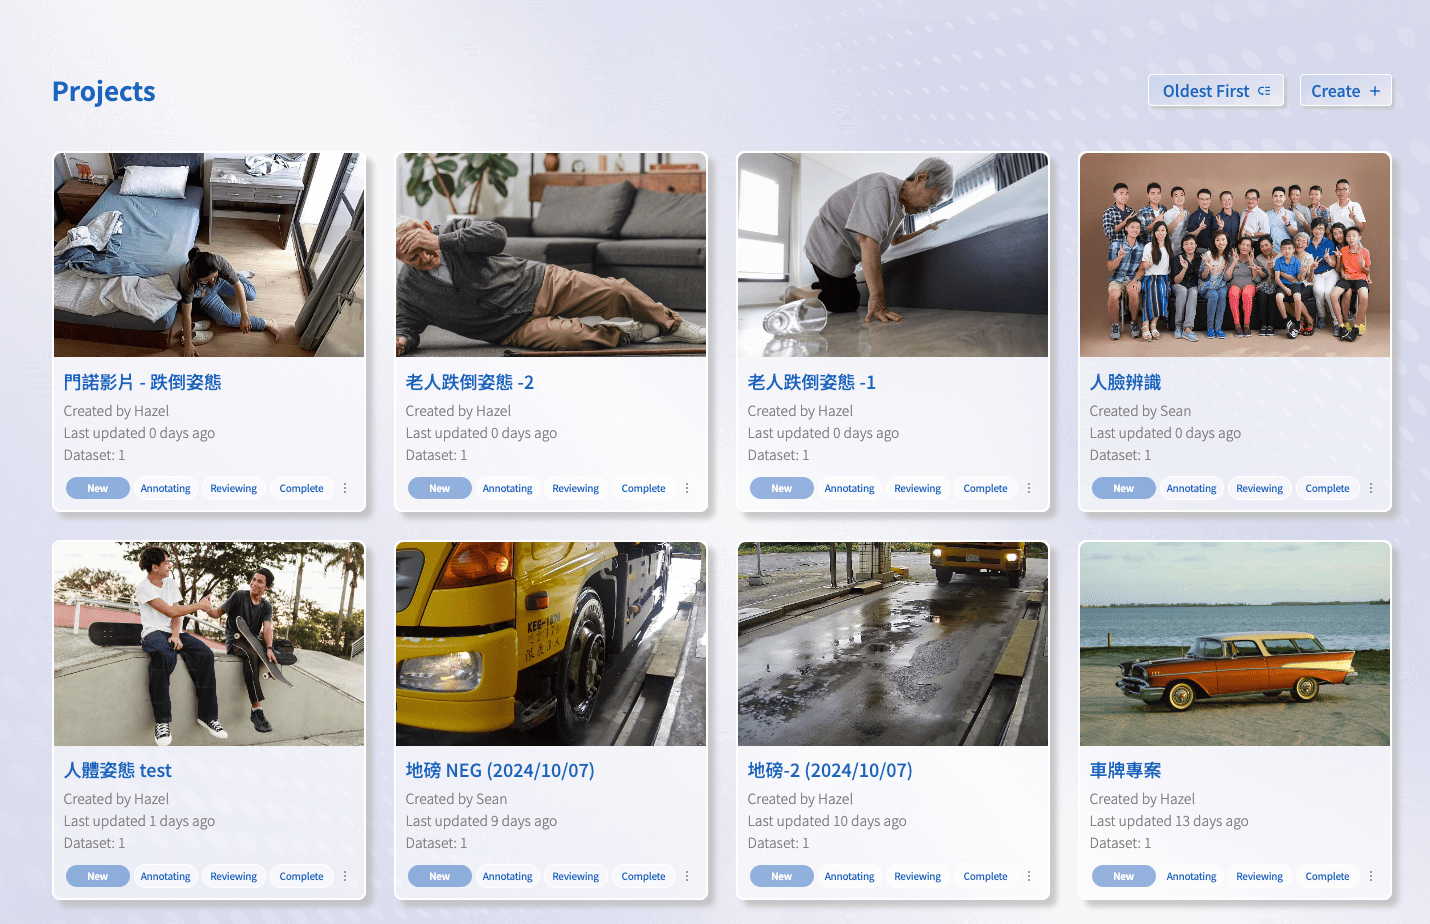 Projects
Oldest First
Create +
門諾影片 - 跌倒姿態
Created by Hazel
Last updated 0 days ago
Dataset: 1
New Annotating Reviewing Complete
老人跌倒姿態 -2
Created by Hazel
Last updated 0 days ago
Dataset: 1
New Annotating Reviewing Complete
老人跌倒姿態 -1
Created by Hazel
Last updated 0 days ago
Dataset: 1
New Annotating Reviewing Complete
人臉辨識
Created by Sean
Last updated 0 days ago
Dataset: 1
New Annotating Reviewing Complete
人體姿態 test
Created by Hazel
Last updated 1 days ago
Dataset: 1
New Annotating Reviewing Complete
地磅 NEG (2024/10/07)
Created by Sean
Last updated 9 days ago
Dataset: 1
New Annotating Reviewing Complete
地磅-2 (2024/10/07)
Created by Hazel
Last updated 10 days ago
Dataset: 1
New Annotating Reviewing Complete
車牌專案
Created by Hazel
Last updated 13 days ago
Dataset: 1
New Annotating Reviewing Complete